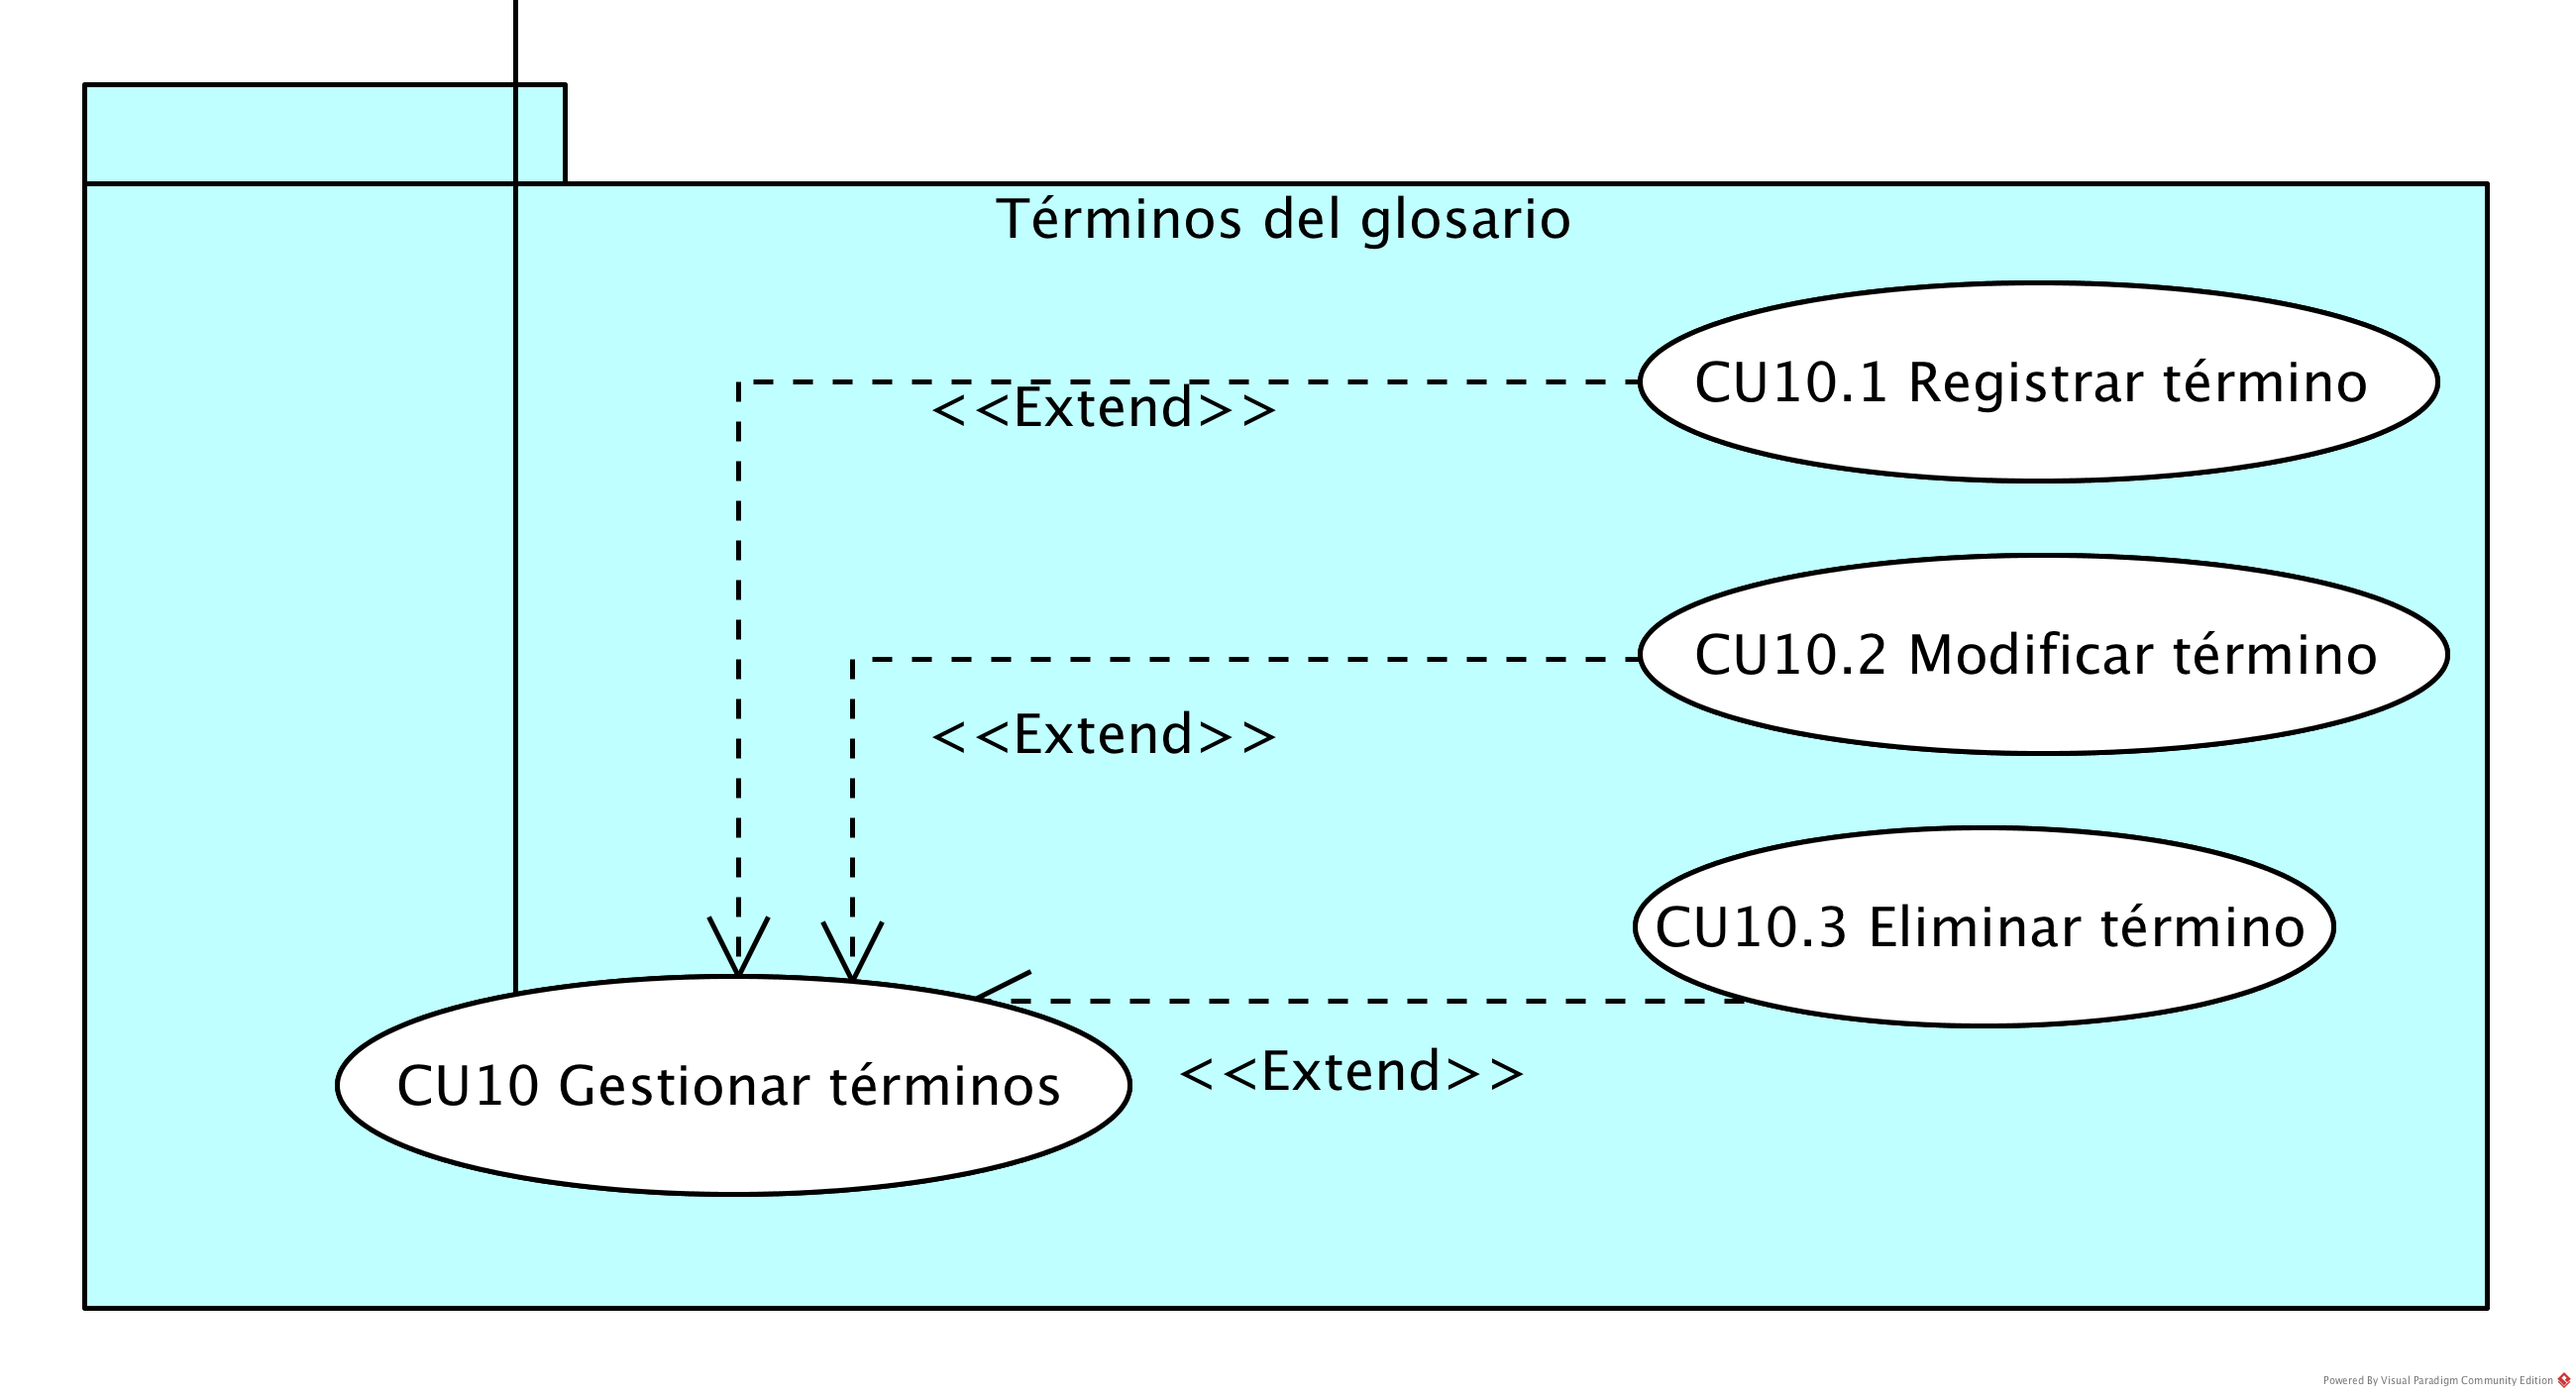 Términos del glosario
CU10.1 Registrar término
<<Extend>>
CU10.2 Modificar término
<<Extend>>
CU10.3 Eliminar término
<<Extend>>
CU10 Gestionar términos
Powered By Visual Paradigm Community Edition